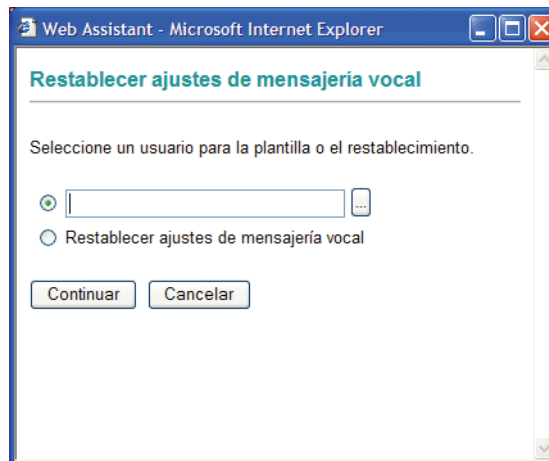 Web Assistant - Microsoft Internet Explorer
Restablecer ajustes de mensajería vocal
Seleccione un usuario para la plantilla o el restablecimiento.
...
Restablecer ajustes de mensajería vocal
Continuar Cancelar